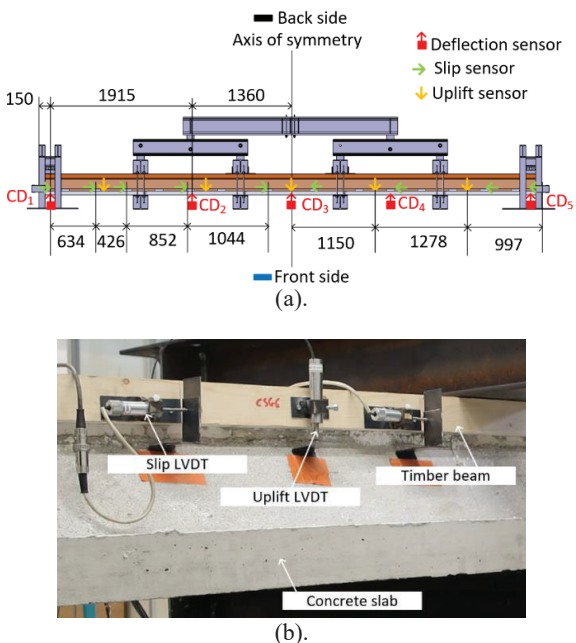 Back side
Axis of symmetry
Deflection sensor
Slip sensor
Uplift sensor
150
1915
1360
CD1
CD2
CD3
CD4
CD5
634
426
852
1044
1150
1278
997
Front side
(a).
CS66
Slip LVDT
Uplift LVDT
Timber beam
Concrete slab
(b).